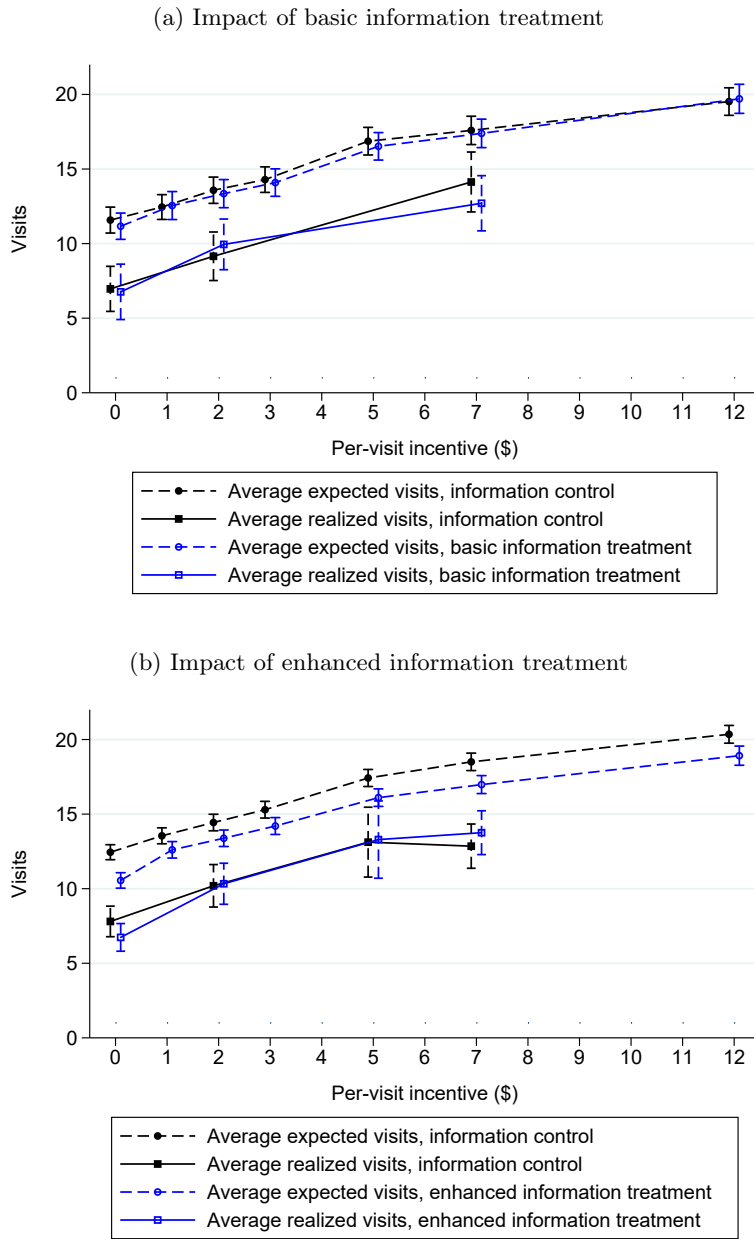 (a) Impact of basic information treatment
20
15
10
5
0
Visits
0 1 2 3 4 5 6 7 8 9 10 11 12
Per-visit incentive ($)
Average expected visits, information control
Average realized visits, information control
Average expected visits, basic information treatment
Average realized visits, basic information treatment
(b) Impact of enhanced information treatment
20
15
10
5
0
Visits
0 1 2 3 4 5 6 7 8 9 10 11 12
Per-visit incentive ($)
Average expected visits, information control
Average realized visits, information control
Average expected visits, enhanced information treatment
Average realized visits, enhanced information treatment